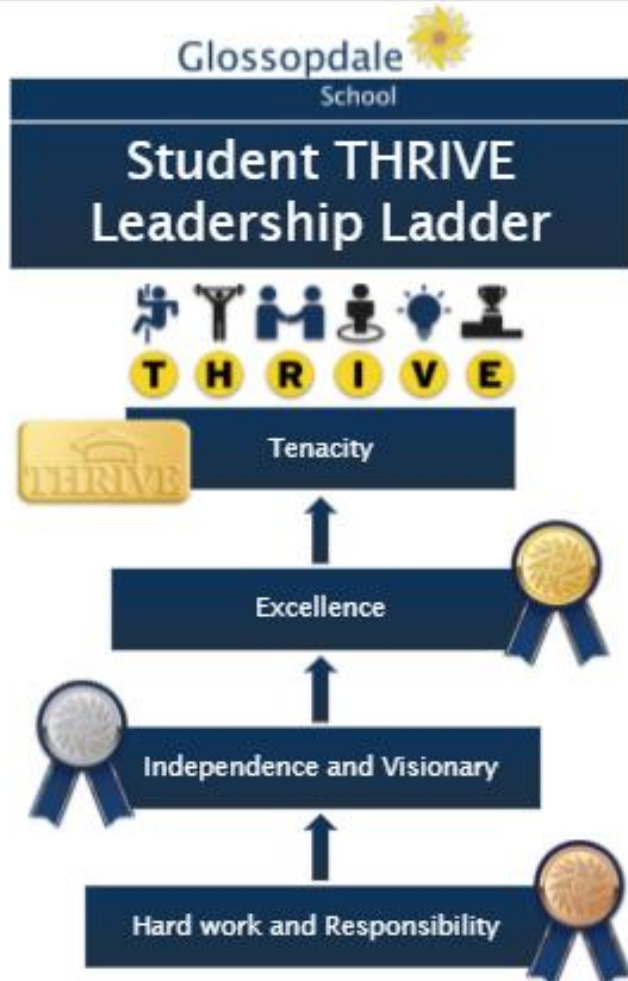 Glossopdale
School
Student THRIVE
Leadership Ladder
T H R I V E
THRIVE
Tenacity
Excellence
Independence and Visionary
Hard work and Responsibility